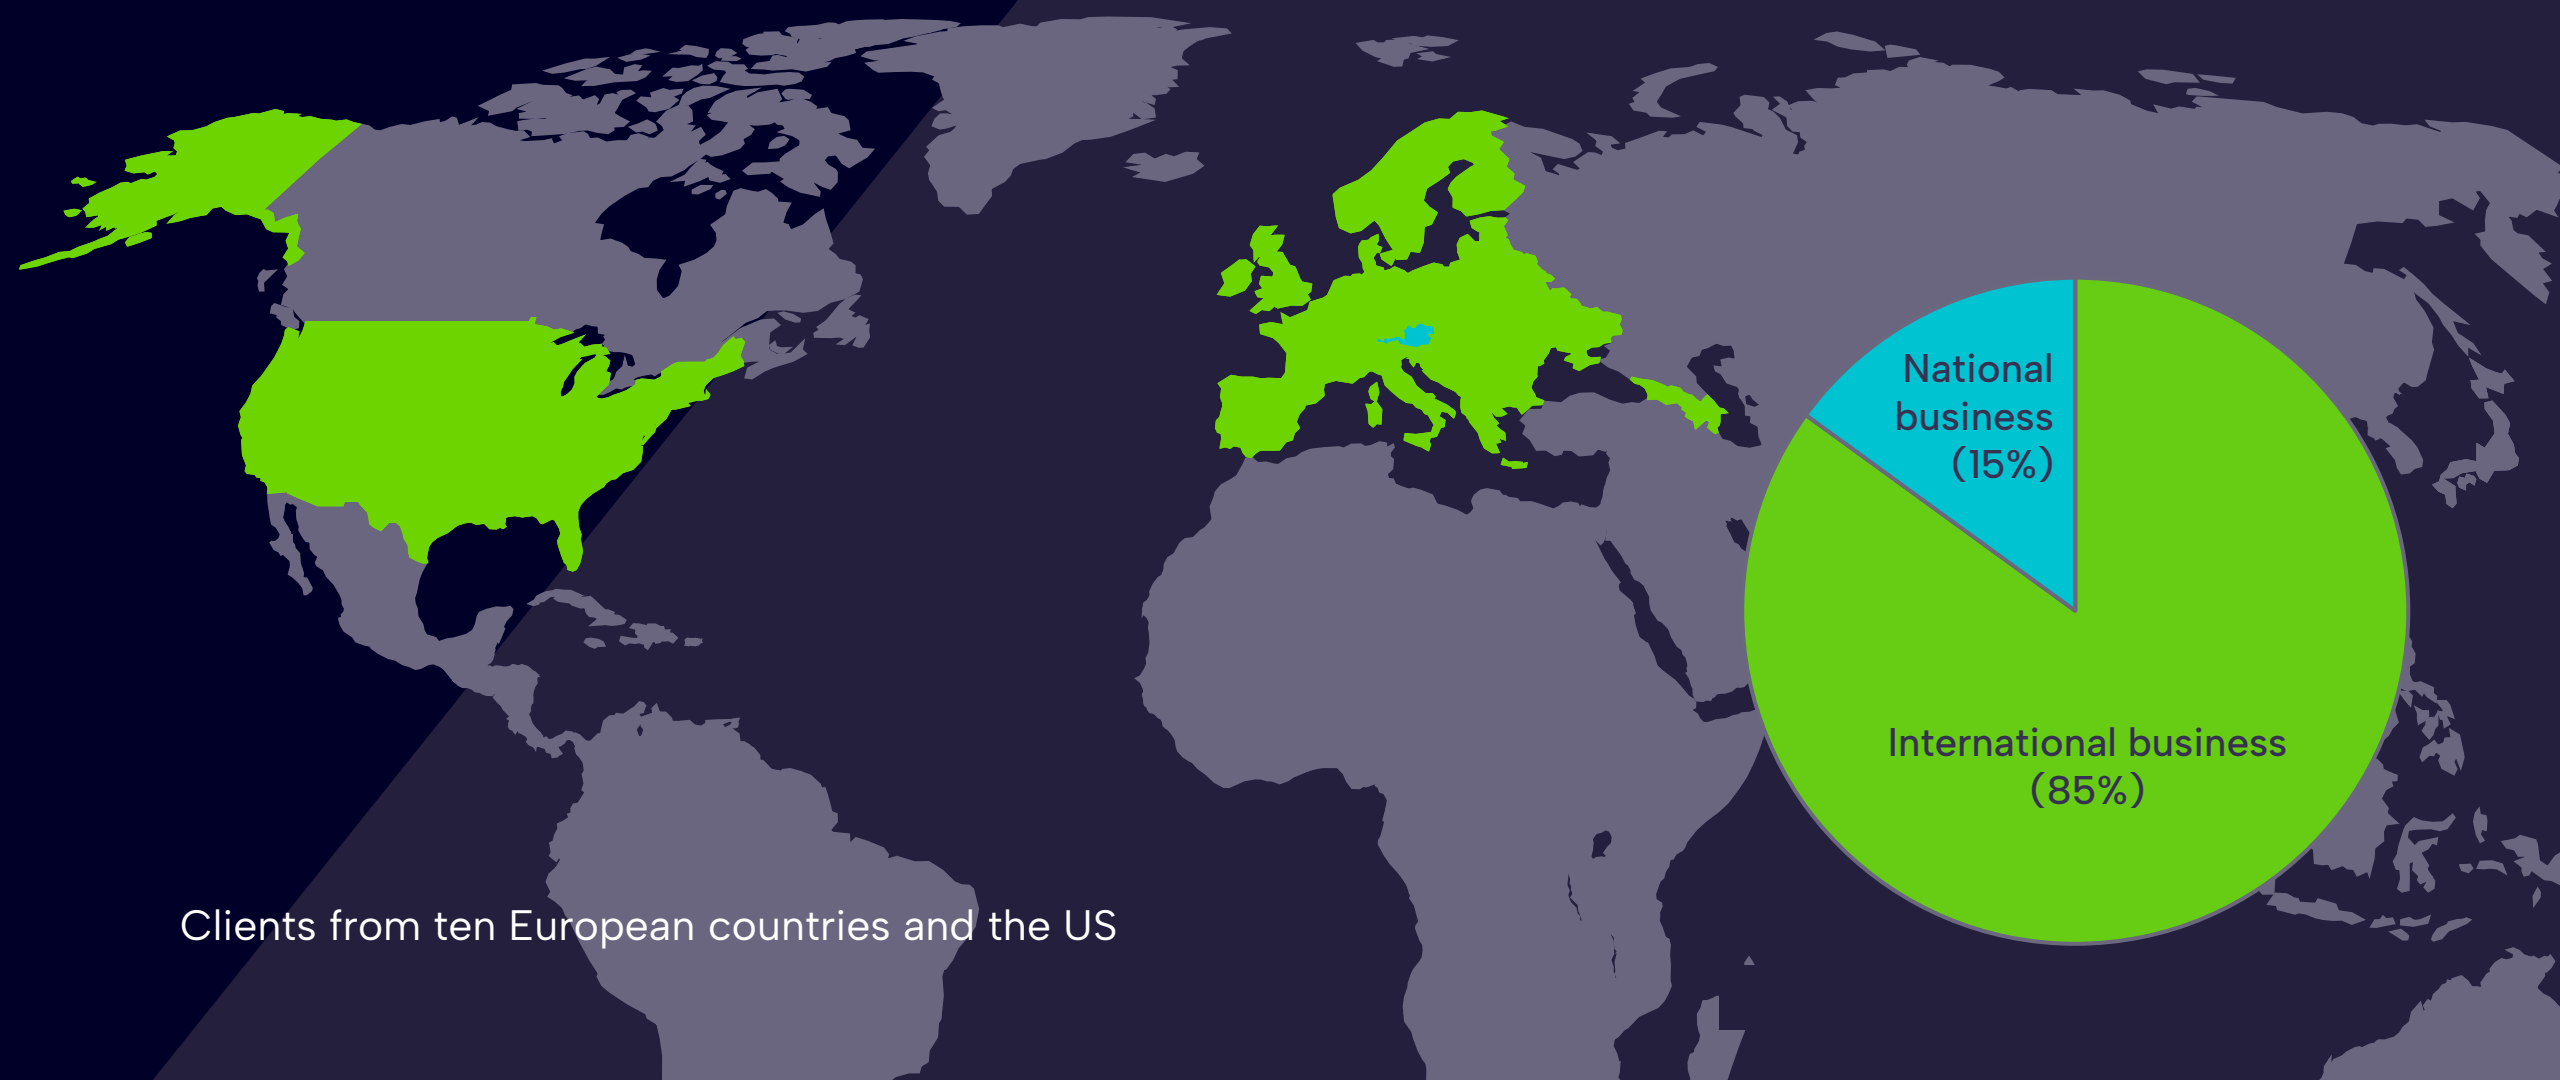 National
business
(15%)
International business
(85%)
Clients from ten European countries and the US